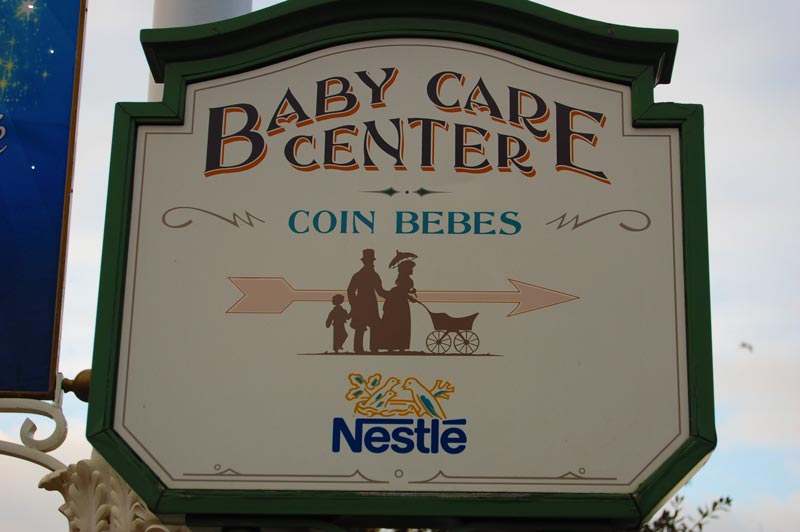 BABY CARE
CENTER
COIN BEBES
Nestlé